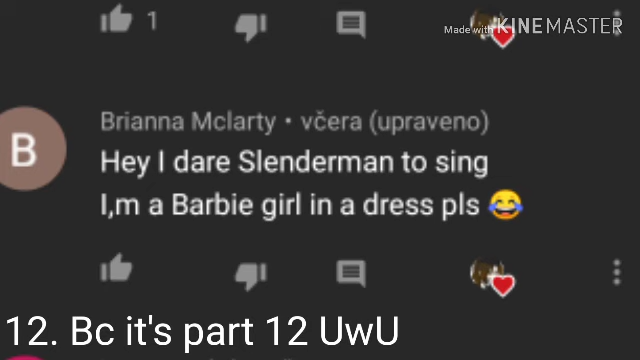 1
Made with KINEMASTER
B
Brianna Mclarty • včera (upraveno)
Hey I dare Slenderman to sing
I,m a Barbie girl in a dress pls 😂
12. Bc it's part 12 UwU